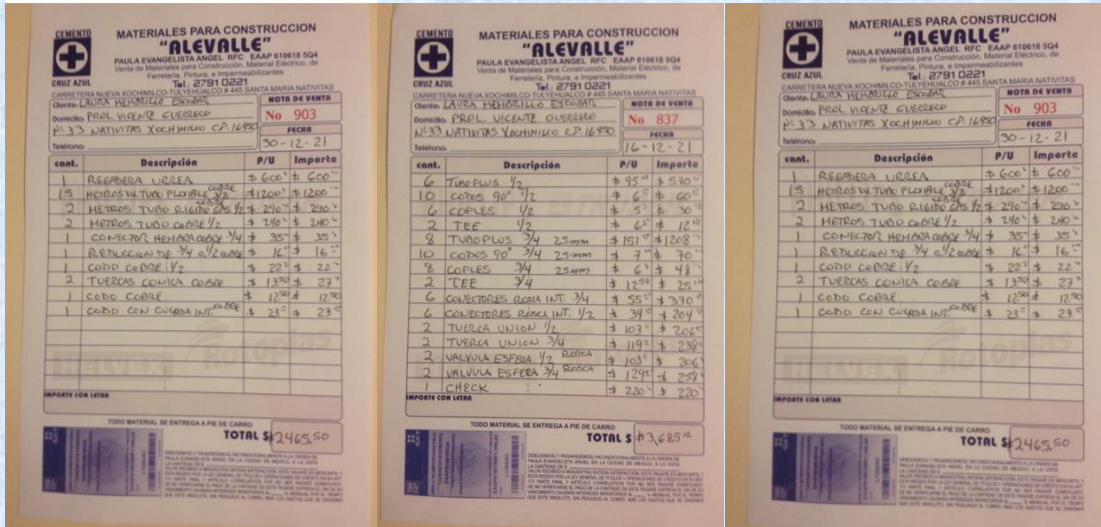 CEMENTO
CRUZ AZUL
MATERIALES PARA CONSTRUCCION
"ALEVALLE"
PAULA EVANGELISTA ANGEL RFC EAAP 610618 5Q4
Venta de Materiales para Construcción, Material Eléctrico, de
Ferretería, Pintura, e Impermeabilizantes
Tel.: 2791 0221
CARRETERA NUEVA XOCHIMILCO-TULYEHUALCO # 445 SANTA MARIA NATIVITAS
Cliente: LAURA MEMBRILLO ESCOBAR
NOTA DE VENTA
Domicilio: PROL VICENTE GUERRERO
No 903
Nº 33 NATIVITAS XOCHIMILCO C.P. 16450
FECHA
Teléfono: 30-12-21
cant. Descripción P/U Importe
1 REGADERA URREA $ 600 $ 600
15 METROS DE TUBO FLEXIBLE COBRE 3/8 $1200 $1200
2 METROS TUBO RIGIDO COBRE GAS 1/2 $ 290 $ 290
2 METROS TUBO COBRE 1/2 $ 240 $ 240
1 CONECTOR HEMBRA COBRE 3/4 $ 35 $ 35
1 REDUCCION DE 3/4 a 1/2 COBRE $ 16 $ 16
1 CODO COBRE 1/2 $ 22 $ 22
2 TUERCAS CONICA COBRE $ 13.50 $ 27
1 CODO COBRE $ 12.50 $ 12.50
1 CODO CON CUERDA INT. COBRE $ 23 $ 23
IMPORTE CON LETRA
TODO MATERIAL SE ENTREGA A PIE DE CARRO
TOTAL $ $2465.50
CEMENTO
CRUZ AZUL
MATERIALES PARA CONSTRUCCION
"ALEVALLE"
PAULA EVANGELISTA ANGEL RFC EAAP 610618 5Q4
Venta de Materiales para Construcción, Material Eléctrico, de
Ferretería, Pintura, e Impermeabilizantes
Tel.: 2791 0221
CARRETERA NUEVA XOCHIMILCO-TULYEHUALCO # 445 SANTA MARIA NATIVITAS
Cliente: LAURA MEMBRILLO ESCOBAR
NOTA DE VENTA
Domicilio: PROL VICENTE GUERRERO
No 837
Nº 33 NATIVITAS XOCHIMILCO C.P. 16450
FECHA
Teléfono: 16-12-21
cant. Descripción P/U Importe
6 TUBOPLUS 1/2 $ 95 $ 570
10 CODOS 90° 1/2 $ 6 $ 60
6 COPLES 1/2 $ 5 $ 30
2 TEE 1/2 $ 6 $ 12
8 TUBOPLUS 3/4 25mm $ 151 $1208
10 CODOS 90° 3/4 25mm $ 7 $ 70
8 COPLES 3/4 25mm $ 6 $ 48
2 TEE 3/4 $ 12.50 $ 25
6 CONECTORES ROSCA INT. 3/4 $ 55 $ 330
6 CONECTORES ROSCA INT. 1/2 $ 34 $ 204
2 TUERCA UNION 1/2 $ 103 $ 206
2 TUERCA UNION 3/4 $ 119 $ 238
2 VALVULA ESFERA 1/2 ROSCA $ 103 $ 206
2 VALVULA ESFERA 3/4 ROSCA $ 129 $ 258
1 CHECK $ 220 $ 220
IMPORTE CON LETRA
TODO MATERIAL SE ENTREGA A PIE DE CARRO
TOTAL $ $3,685
CEMENTO
CRUZ AZUL
MATERIALES PARA CONSTRUCCION
"ALEVALLE"
PAULA EVANGELISTA ANGEL RFC EAAP 610618 5Q4
Venta de Materiales para Construcción, Material Eléctrico, de
Ferretería, Pintura, e Impermeabilizantes
Tel.: 2791 0221
CARRETERA NUEVA XOCHIMILCO-TULYEHUALCO # 445 SANTA MARIA NATIVITAS
Cliente: LAURA MEMBRILLO ESCOBAR
NOTA DE VENTA
Domicilio: PROL VICENTE GUERRERO
No 903
Nº 33 NATIVITAS XOCHIMILCO C.P. 16450
FECHA
Teléfono: 30-12-21
cant. Descripción P/U Importe
1 REGADERA URREA $ 600 $ 600
15 METROS DE TUBO FLEXIBLE COBRE 3/8 $1200 $1200
2 METROS TUBO RIGIDO COBRE GAS 1/2 $ 290 $ 290
2 METROS TUBO COBRE 1/2 $ 240 $ 240
1 CONECTOR HEMBRA COBRE 3/4 $ 35 $ 35
1 REDUCCION DE 3/4 a 1/2 COBRE $ 16 $ 16
1 CODO COBRE 1/2 $ 22 $ 22
2 TUERCAS CONICA COBRE $ 13.50 $ 27
1 CODO COBRE $ 12.50 $ 12.50
1 CODO CON CUERDA INT. COBRE $ 23 $ 23
IMPORTE CON LETRA
TODO MATERIAL SE ENTREGA A PIE DE CARRO
TOTAL $ $2465.50